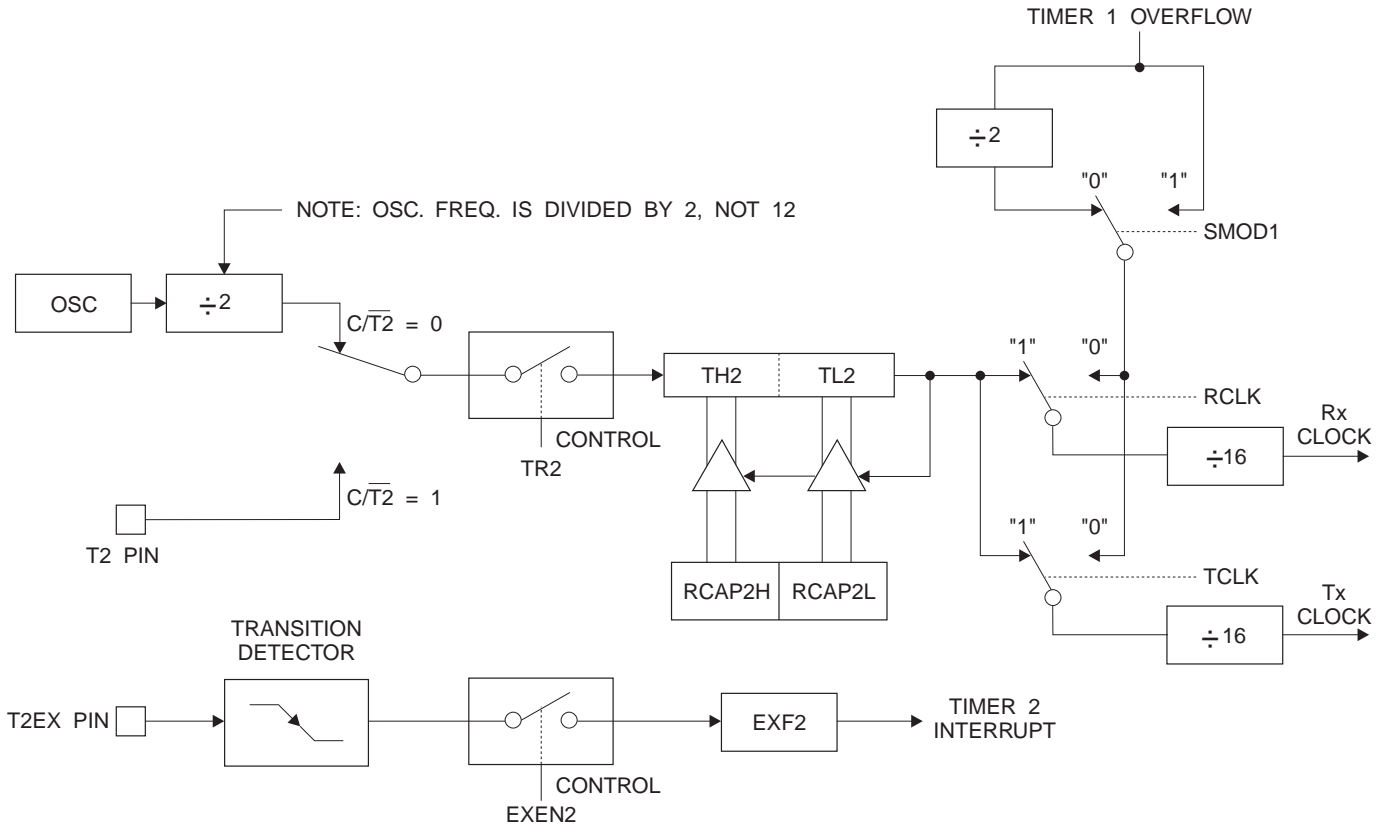 TIMER 1 OVERFLOW
÷2
"0" "1"
SMOD1
NOTE: OSC. FREQ. IS DIVIDED BY 2, NOT 12
OSC
÷2
C/T̅2̅ = 0
TH2
TL2
"1" "0"
RCLK
Rx
CLOCK
÷16
CONTROL
TR2
C/T̅2̅ = 1
T2 PIN
RCAP2H
RCAP2L
"1" "0"
TCLK
Tx
CLOCK
÷16
TRANSITION
DETECTOR
T2EX PIN
EXF2
TIMER 2
INTERRUPT
CONTROL
EXEN2